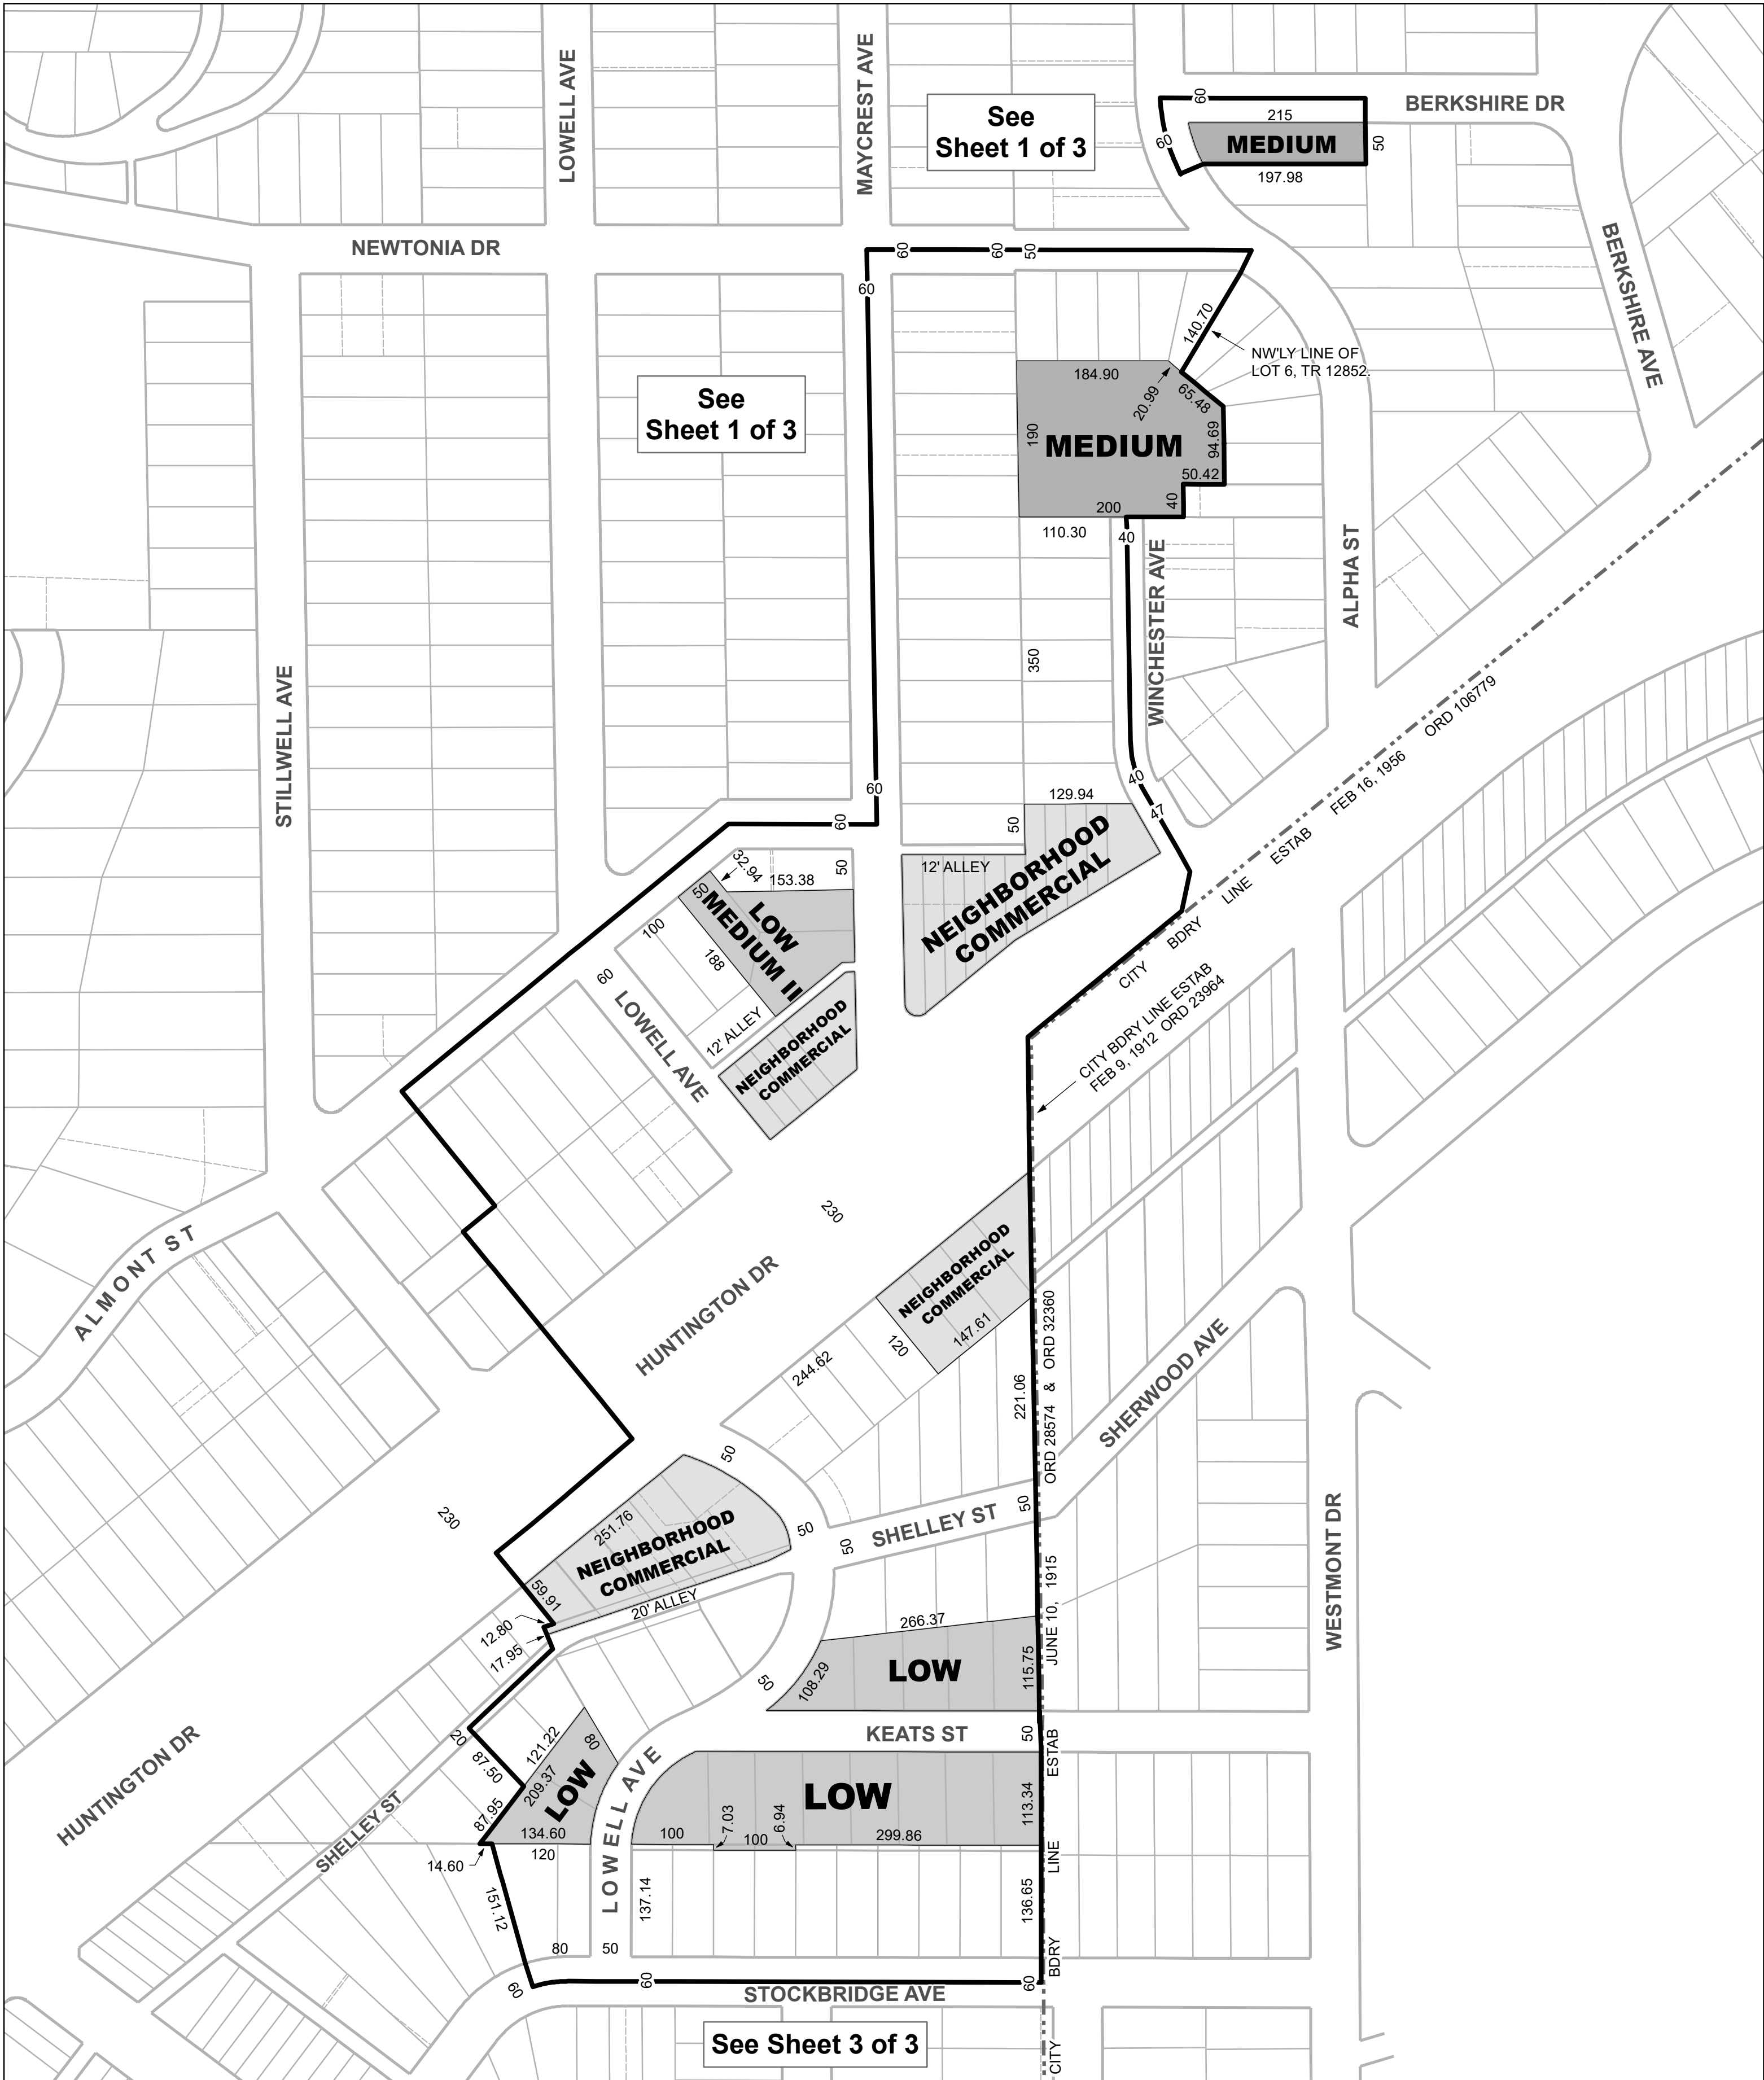 LOWELL AVE
MAYCREST AVE
See
Sheet 1 of 3
60
BERKSHIRE DR
215
60
MEDIUM
50
197.98
NEWTONIA DR
60
60
50
60
BERKSHIRE AVE
140.70
NW'LY LINE OF
LOT 6, TR 12852.
See
Sheet 1 of 3
184.90
20.99
65.48
190
MEDIUM
94.69
50.42
200
40
110.30
40
WINCHESTER AVE
ALPHA ST
350
STILLWELL AVE
ORD 106779
FEB 16, 1956
ESTAB
LINE
BDRY
CITY
60
40
47
60
129.94
50
12' ALLEY
NEIGHBORHOOD
COMMERCIAL
32.94
50
153.38
50
LOW
MEDIUM II
100
188
60
LOWELL AVE
12' ALLEY
NEIGHBORHOOD
COMMERCIAL
CITY BDRY LINE ESTAB
FEB 9, 1912 ORD 23964
230
ALMONT ST
HUNTINGTON DR
NEIGHBORHOOD
COMMERCIAL
147.61
120
244.62
221.06
ORD 28574 & ORD 32360
SHERWOOD AVE
50
230
251.76
NEIGHBORHOOD
COMMERCIAL
50
50
SHELLEY ST
50
WESTMONT DR
59.91
20' ALLEY
12.80
17.95
JUNE 10, 1915
266.37
LOW
115.75
108.29
50
KEATS ST
50
ESTAB
HUNTINGTON DR
20
87.50
121.22
80
209.37
LOW
87.95
LOWELL AVE
LOW
113.34
7.03
6.94
134.60
100
100
299.86
SHELLEY ST
14.60
120
LINE
151.12
137.14
136.65
80
50
BDRY
60
60
60
STOCKBRIDGE AVE
See Sheet 3 of 3
CITY